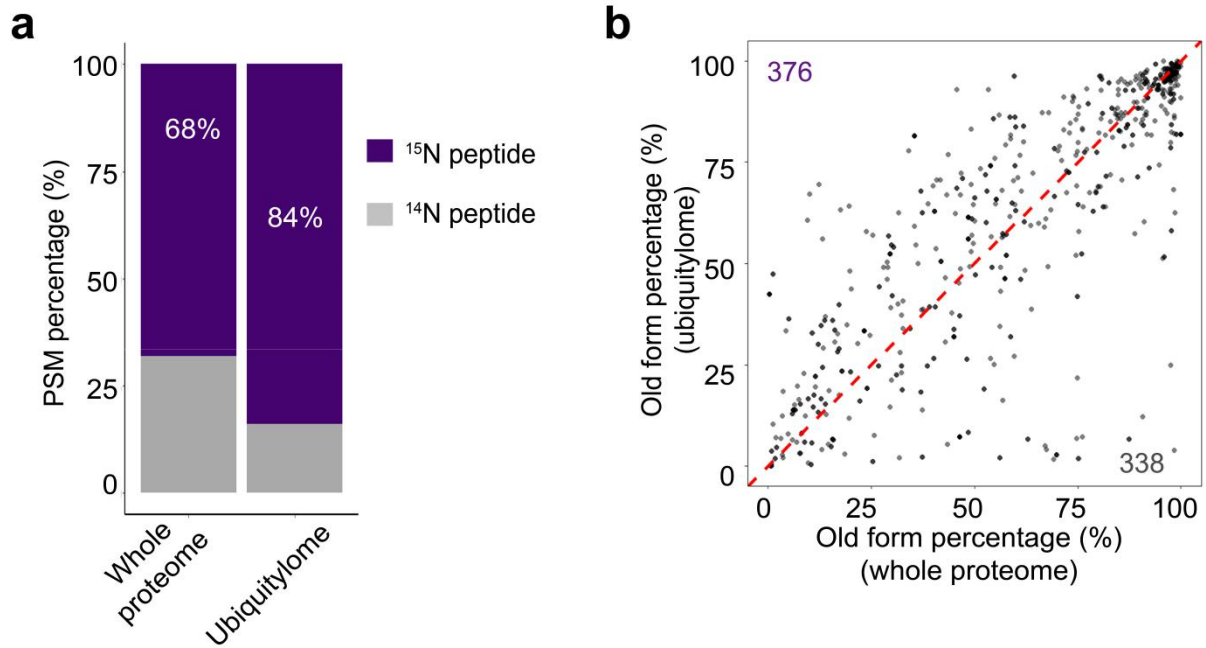 a
100
75
50
25
0
PSM percentage (%)
68%
84%
¹⁵N peptide
¹⁴N peptide
Whole
proteome
Ubiquitylome
b
376
338
100
75
50
25
0
Old form percentage (%)
(ubiquitylome)
0 25 50 75 100
Old form percentage (%)
(whole proteome)